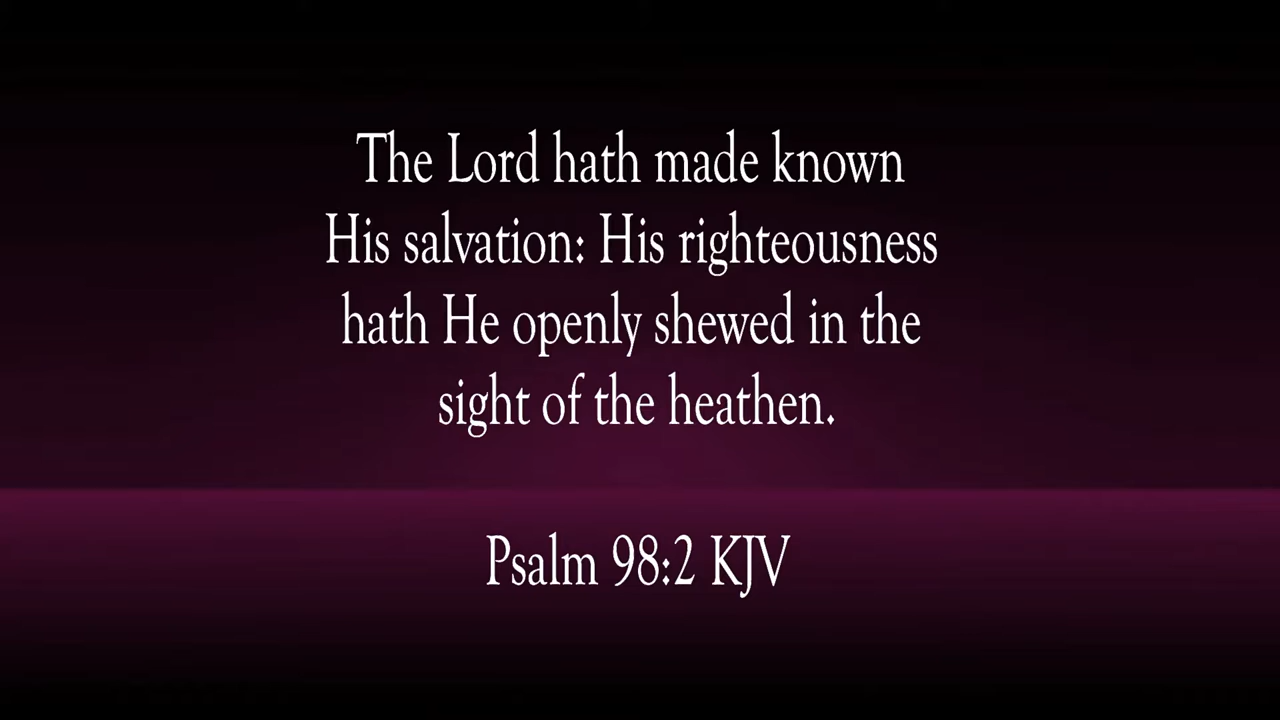 The Lord hath made known
His salvation: His righteousness
hath He openly shewed in the
sight of the heathen.
Psalm 98:2 KJV